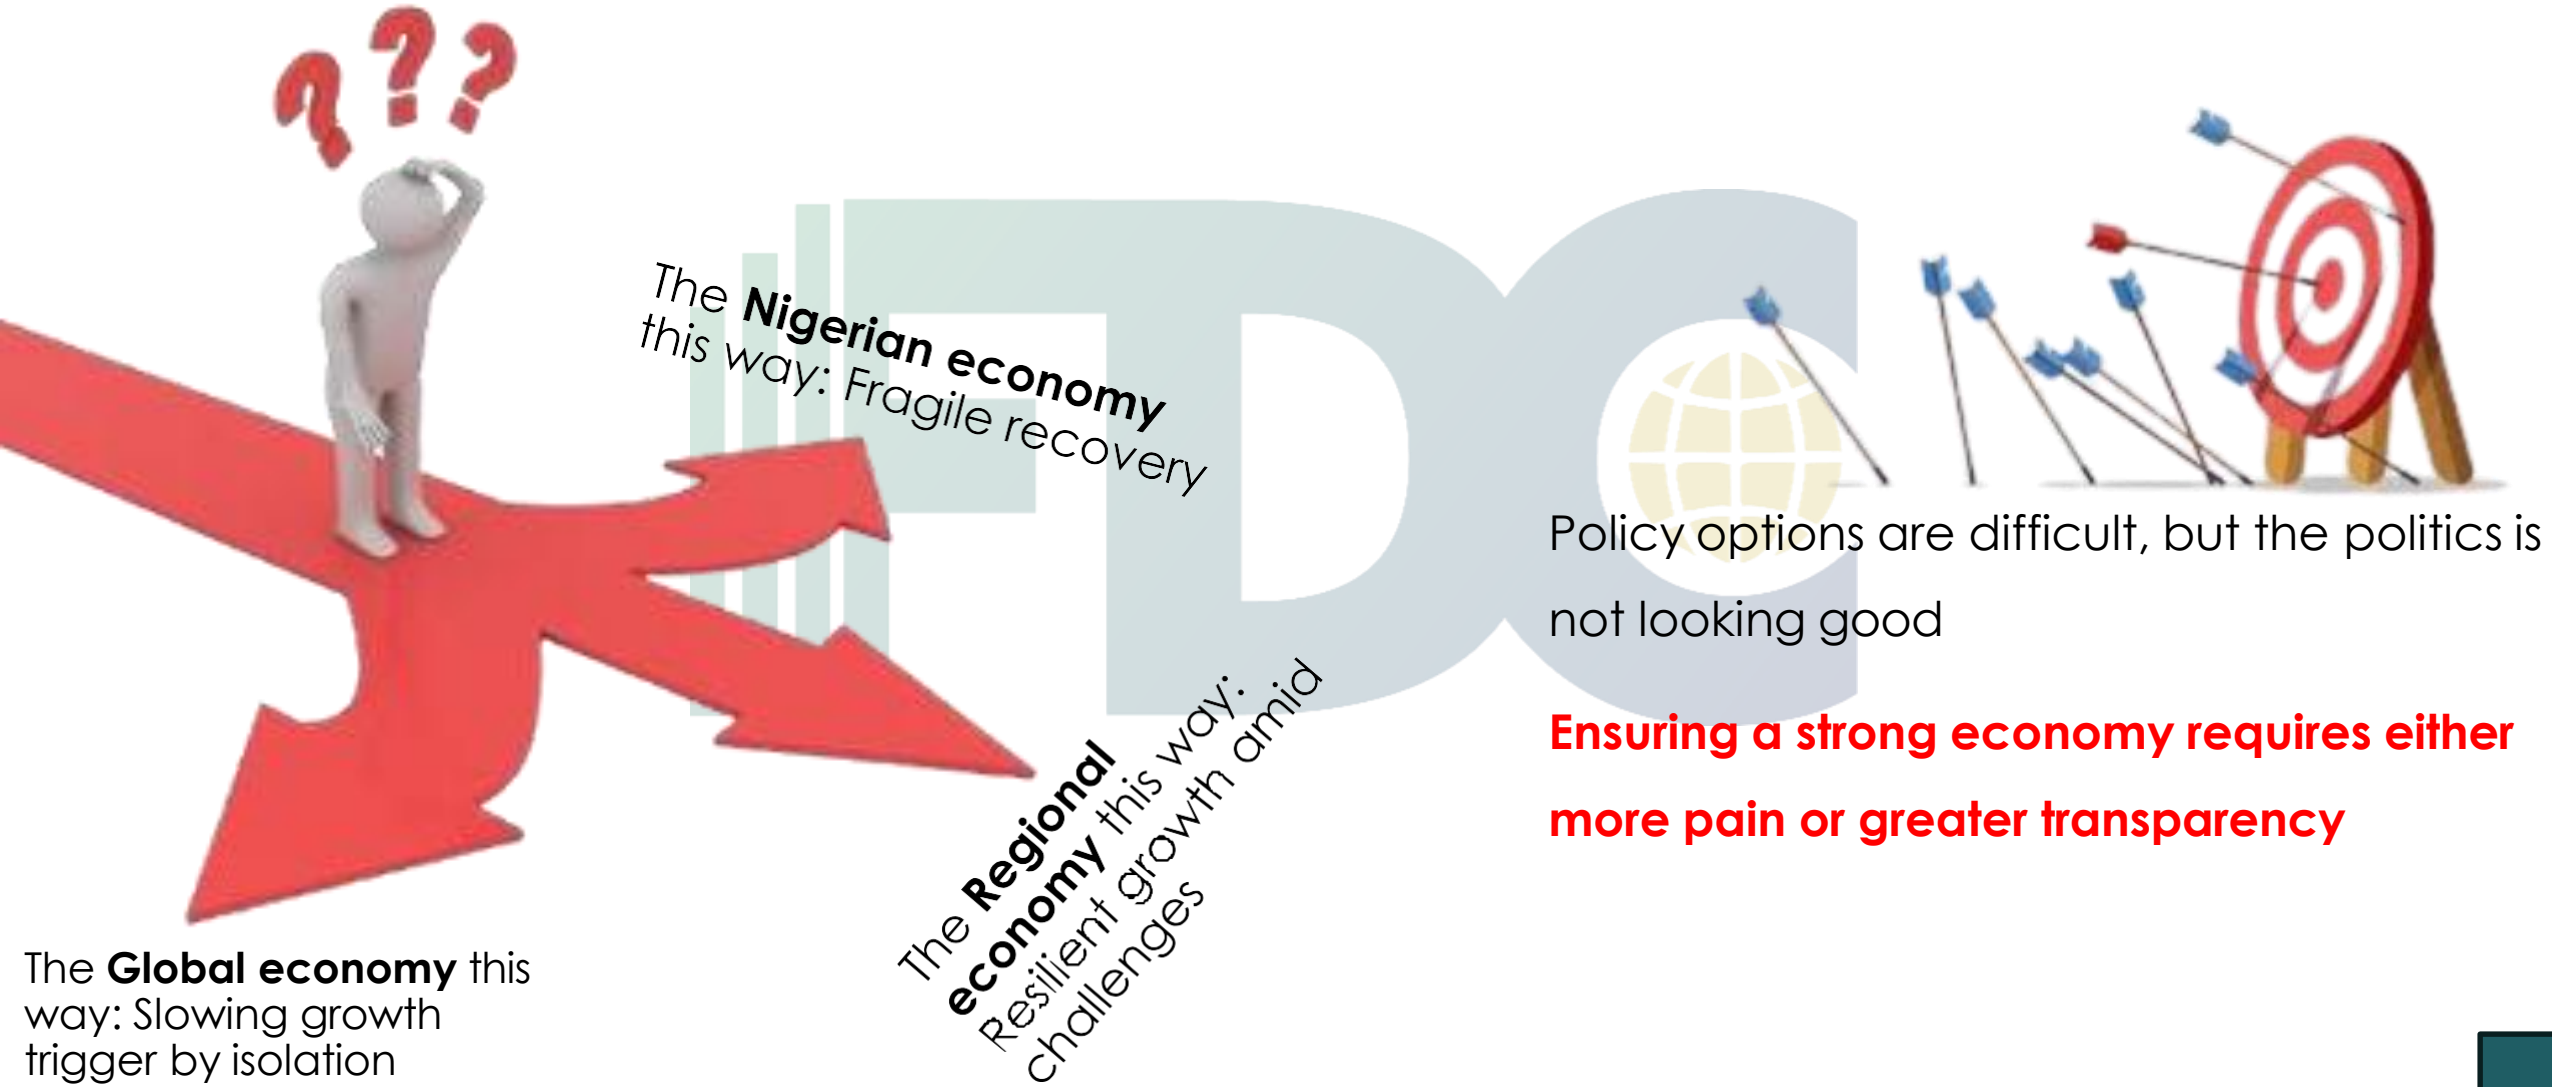 ???
The Nigerian economy
this way: Fragile recovery
The Regional
economy this way:
Resilient growth amid
challenges
The Global economy this
way: Slowing growth
trigger by isolation
FDC
Policy options are difficult, but the politics is
not looking good
Ensuring a strong economy requires either
more pain or greater transparency